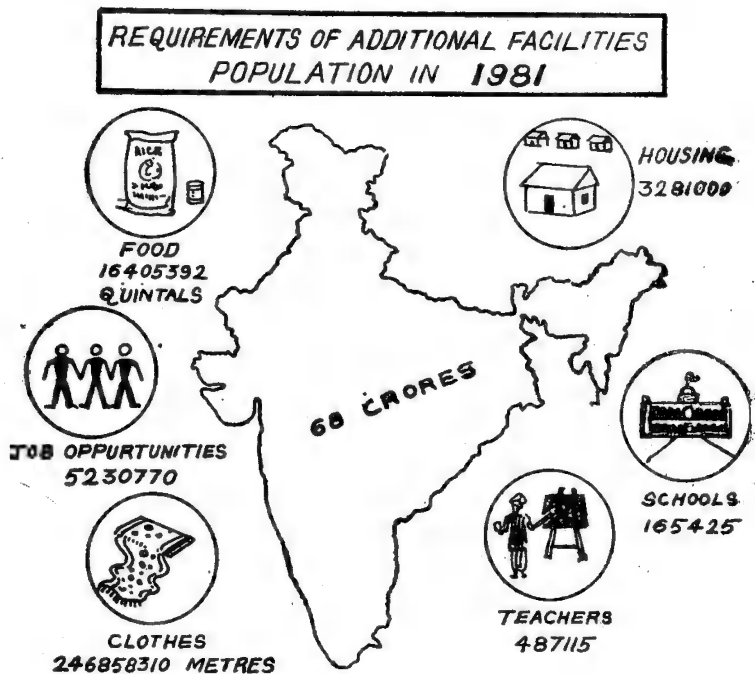 REQUIREMENTS OF ADDITIONAL FACILITIES
POPULATION IN 1981
RICE
FOOD
16405392
QUINTALS
HOUSING
3281000
JOB OPPURTUNITIES
5230770
68 CRORES
SCHOOLS
165425
CLOTHES
246858310 METRES
TEACHERS
487115